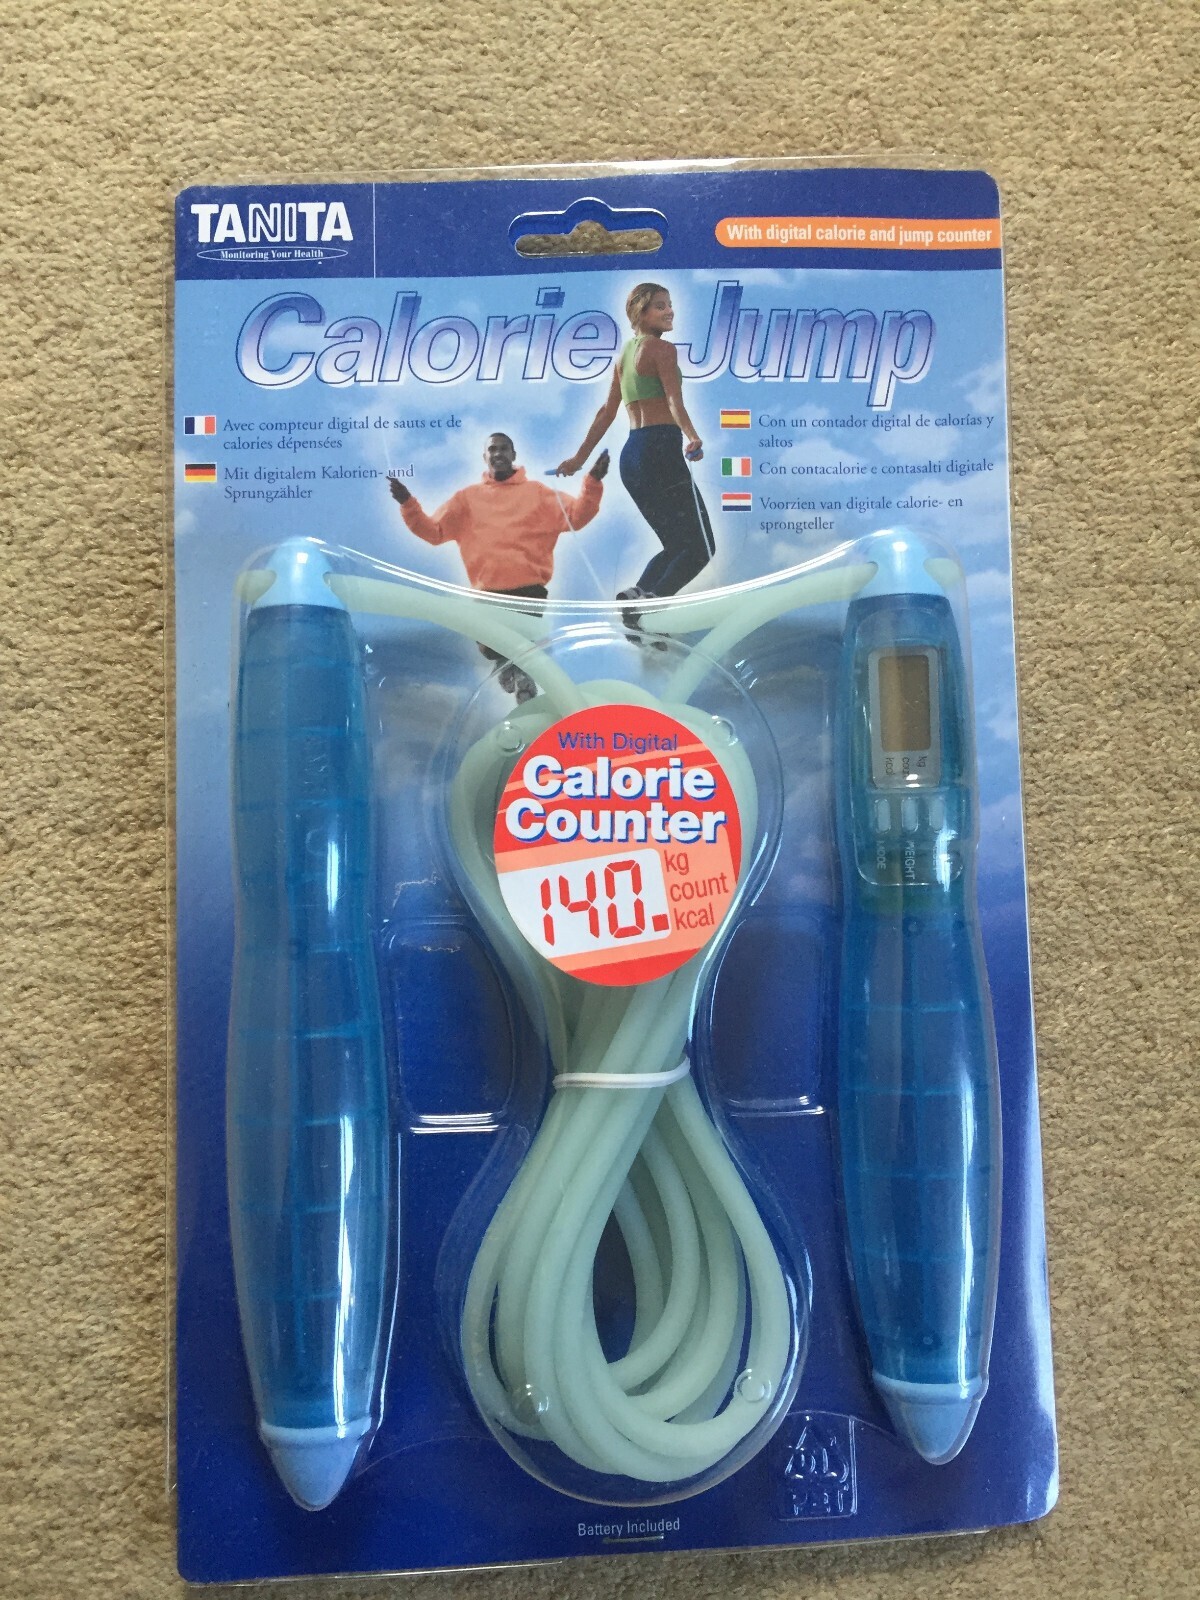 TANITA
Monitoring Your Health
With digital calorie and jump counter
Calorie Jump
Avec compteur digital de sauts et de
calories dépensées
Mit digitalem Kalorien- und
Sprungzähler
Con un contador digital de calorías y
saltos
Con contacalorie e contasalti digitale
Voorzien van digitale calorie- en
sprongteller
With Digital
Calorie
Counter
140.
kg
count
kcal
kg
kcal
MODE
WEIGHT
Battery Included